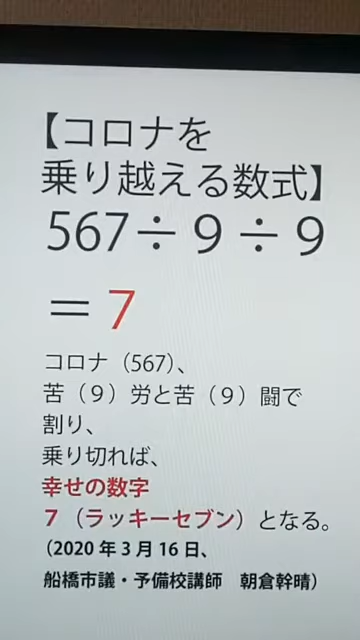 【コロナを
乗り越える数式】
567÷9÷9
＝7
コロナ（567）、
苦（9）労と苦（9）闘で
割り、
乗り切れば、
幸せの数字
7（ラッキーセブン）となる。
（2020年3月16日、
船橋市議・予備校講師　朝倉幹晴）